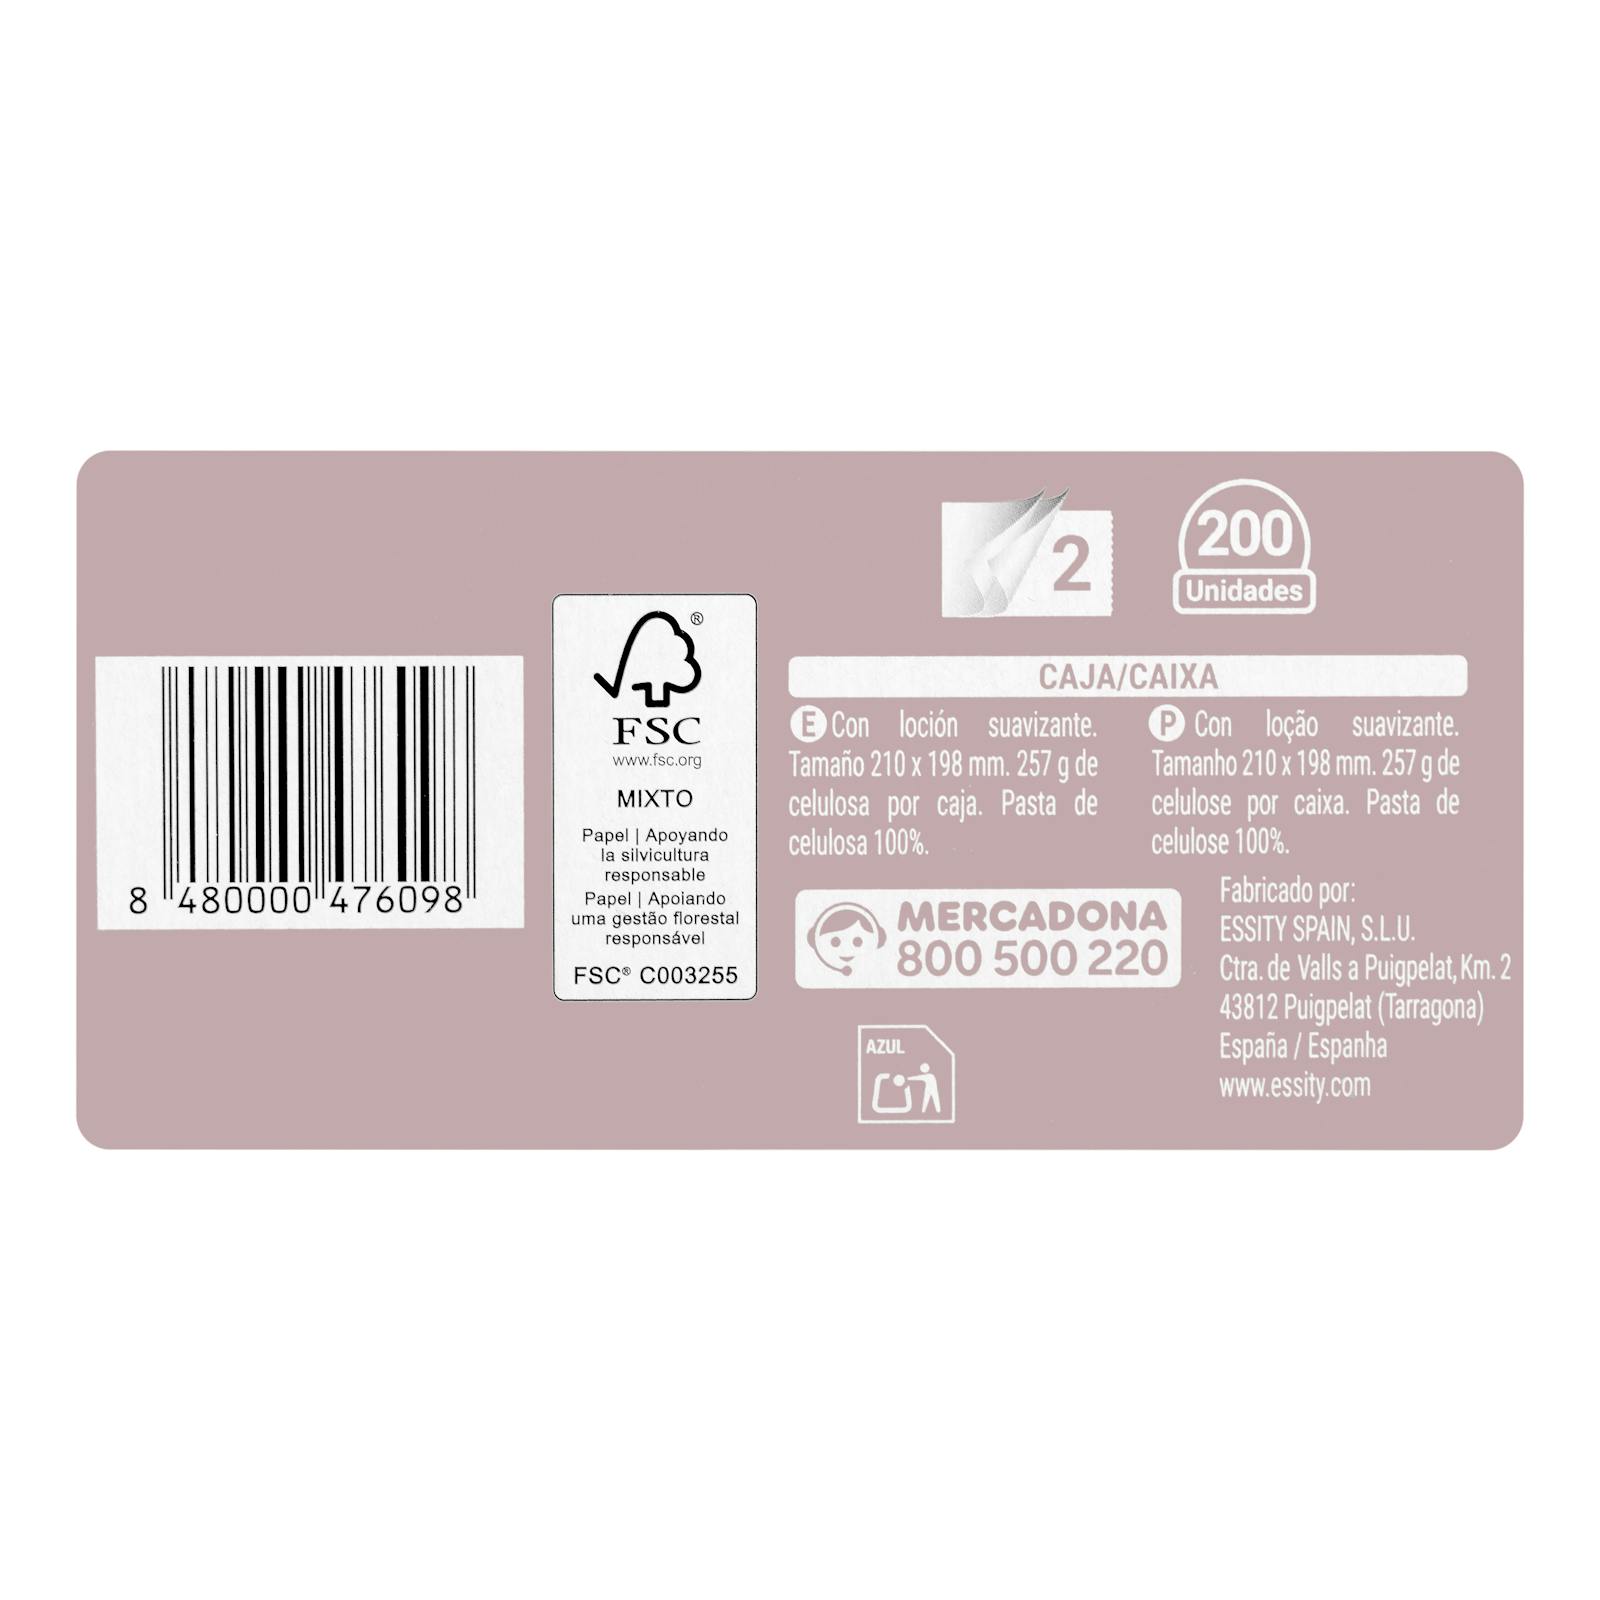 2
200
Unidades
CAJA/CAIXA
E Con loción suavizante.
Tamaño 210 x 198 mm. 257 g de
celulosa por caja. Pasta de
celulosa 100%.
P Con loção suavizante.
Tamanho 210 x 198 mm. 257 g de
celulose por caixa. Pasta de
celulose 100%.
8 480000 476098
®
FSC
www.fsc.org
MIXTO
Papel | Apoyando
la silvicultura
responsable
Papel | Apoiando
uma gestão florestal
responsável
FSC® C003255
MERCADONA
800 500 220
AZUL
Fabricado por:
ESSITY SPAIN, S.L.U.
Ctra. de Valls a Puigpelat, Km. 2
43812 Puigpelat (Tarragona)
España / Espanha
www.essity.com